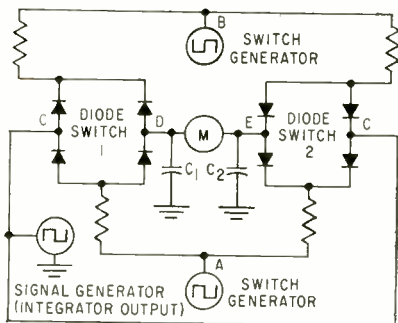 B
SWITCH
GENERATOR
C
DIODE
SWITCH
1
D
M
E
DIODE
SWITCH
2
C
C1
C2
SIGNAL GENERATOR
(INTEGRATOR OUTPUT)
A
SWITCH
GENERATOR